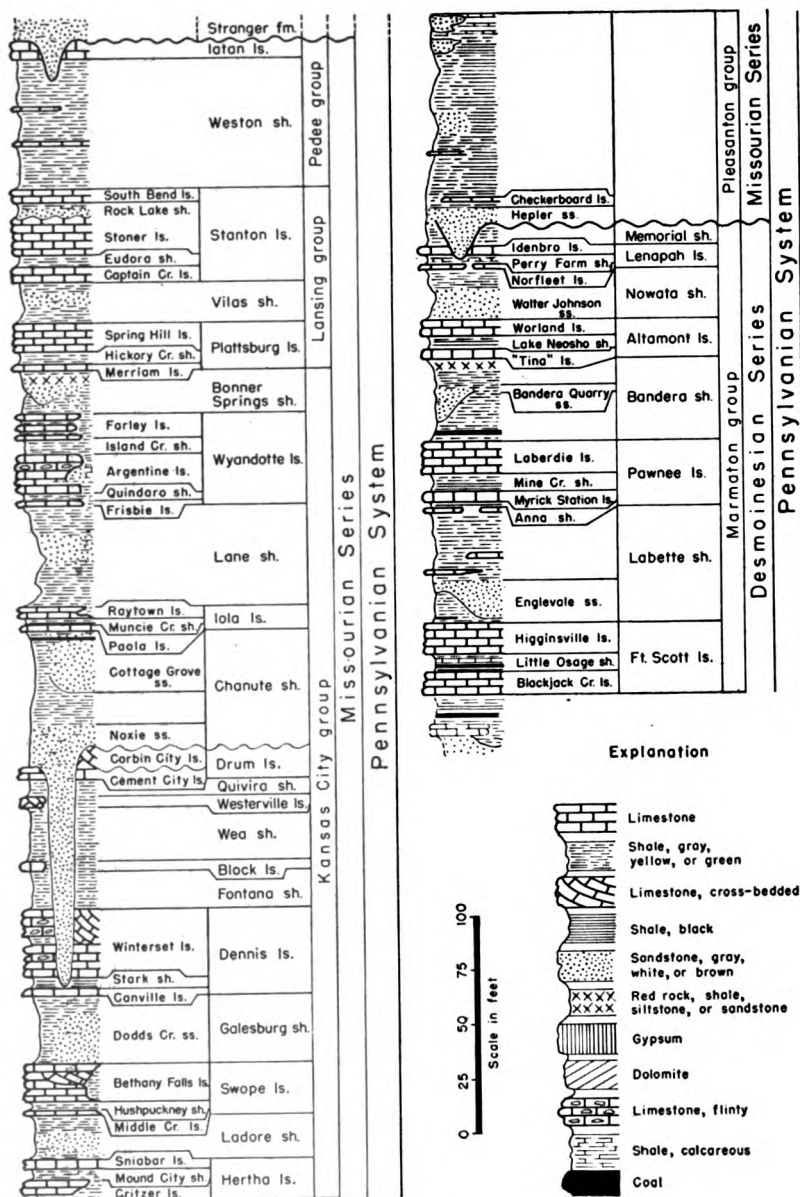 Stranger fm.
Iatan ls.
Weston sh.
Pedee group
South Bend ls.
Rock Lake sh.
Stoner ls.
Eudora sh.
Captain Cr. ls.
Stanton ls.
Vilas sh.
Lansing group
Spring Hill ls.
Hickory Cr. sh.
Merriam ls.
Plattsburg ls.
Bonner
Springs sh.
Farley ls.
Island Cr. sh.
Argentine ls.
Quindaro sh.
Frisbie ls.
Wyandotte ls.
Lane sh.
Raytown ls.
Muncie Cr. sh.
Paola ls.
Iola ls.
Cottage Grove
ss.
Noxie ss.
Chanute sh.
Corbin City ls.
Cement City ls.
Drum ls.
Quivira sh.
Westerville ls.
Wea sh.
Block ls.
Fontana sh.
Winterset ls.
Stark sh.
Canville ls.
Dennis ls.
Dodds Cr. ss.
Galesburg sh.
Bethany Falls ls.
Hushpuckney sh.
Middle Cr. ls.
Swope ls.
Ladore sh.
Sniabar ls.
Mound City sh.
Critzer ls.
Hertha ls.
Kansas City group
Missourian Series
Pennsylvanian System
Checkerboard ls.
Hepler ss.
Pleasanton group
Missourian Series
Memorial sh.
Idenbro ls.
Perry Farm sh.
Norfleet ls.
Lenapah ls.
Walter Johnson
ss.
Nowata sh.
Worland ls.
Lake Neosho sh.
"Tina" ls.
Altamont ls.
Bandera Quarry
ss.
Bandera sh.
Laberdie ls.
Mine Cr. sh.
Myrick Station ls.
Anna sh.
Pawnee ls.
Labette sh.
Englevale ss.
Higginsville ls.
Little Osage sh.
Blackjack Cr. ls.
Ft. Scott ls.
Marmaton group
Desmoinesian Series
Pennsylvanian System
Explanation
Limestone
Shale, gray,
yellow, or green
Limestone, cross-bedded
Shale, black
Sandstone, gray,
white, or brown
Red rock, shale,
siltstone, or sandstone
Gypsum
Dolomite
Limestone, flinty
Shale, calcareous
Coal
100
75
50
25
0
Scale in feet